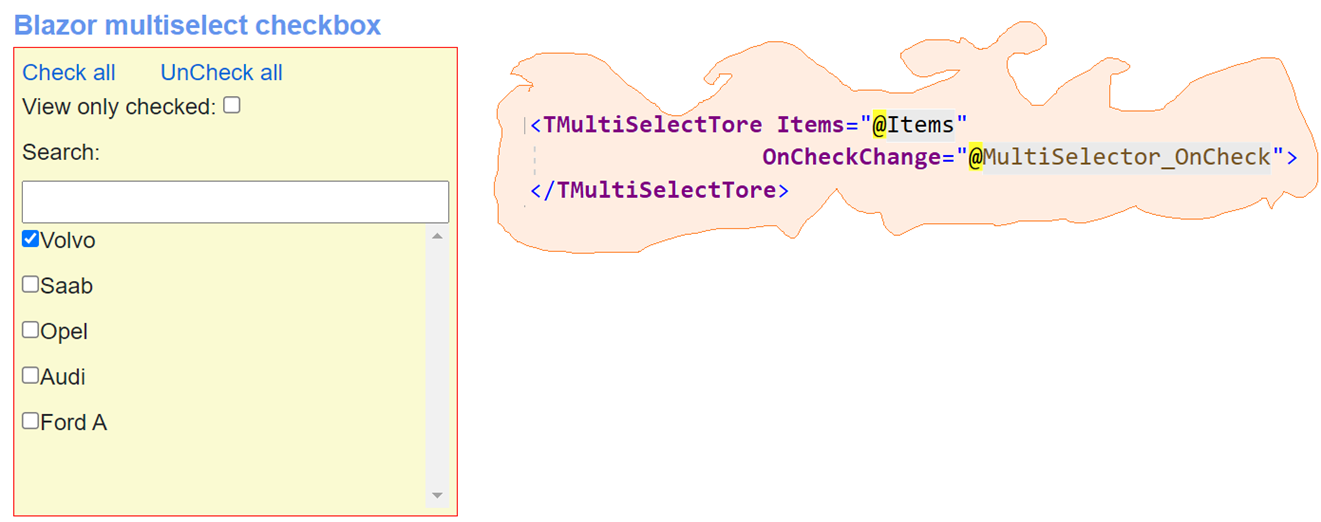 Blazor multiselect checkbox
Check all UnCheck all
View only checked:
Search:
Volvo
Saab
Opel
Audi
Ford A
<TMultiSelectTore Items="@Items"
OnCheckChange="@MultiSelector_OnCheck">
</TMultiSelectTore>